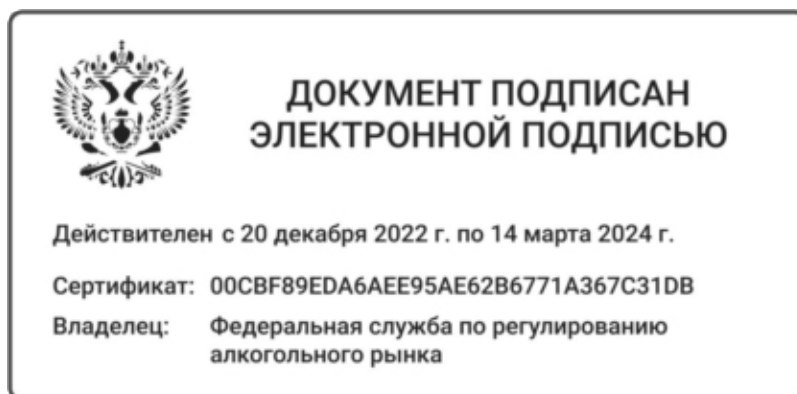 ДОКУМЕНТ ПОДПИСАН
ЭЛЕКТРОННОЙ ПОДПИСЬЮ
Действителен с 20 декабря 2022 г. по 14 марта 2024 г.
Сертификат: 00CBF89EDA6AEE95AE62B6771A367C31DB
Владелец: Федеральная служба по регулированию
алкогольного рынка